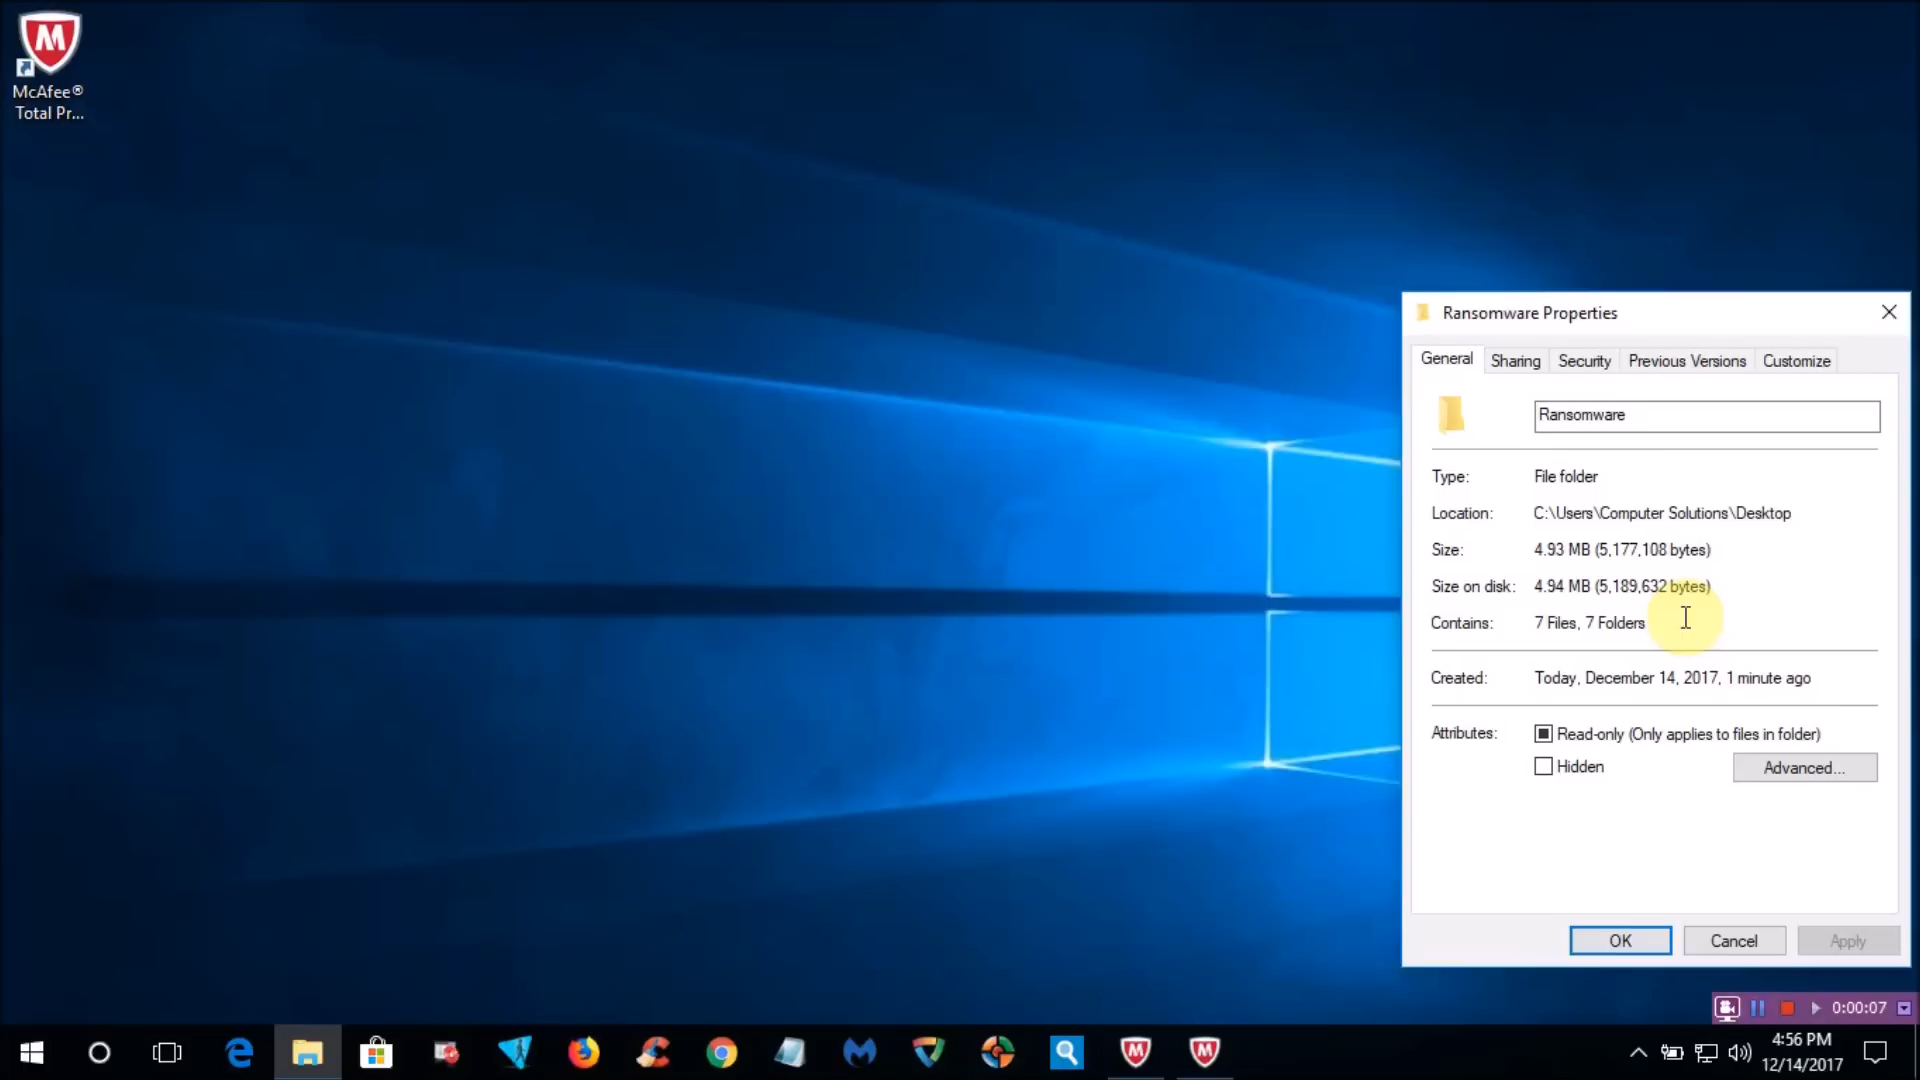 McAfee®
Total Pr...
Ransomware Properties
General Sharing Security Previous Versions Customize
Ransomware
Type: File folder
Location: C:\Users\Computer Solutions\Desktop
Size: 4.93 MB (5,177,108 bytes)
Size on disk: 4.94 MB (5,189,632 bytes)
Contains: 7 Files, 7 Folders
Created: Today, December 14, 2017, 1 minute ago
Attributes: Read-only (Only applies to files in folder)
Hidden Advanced...
OK Cancel Apply
0:00:07
4:56 PM
12/14/2017